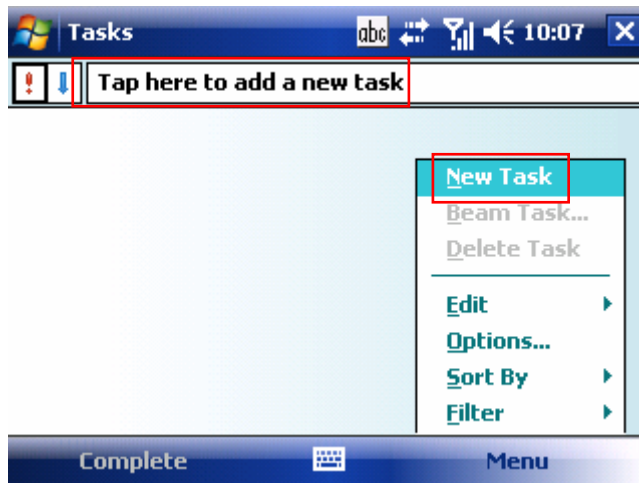 Tasks abc 10:07
Tap here to add a new task
New Task
Beam Task...
Delete Task
Edit
Options...
Sort By
Filter
Complete Menu